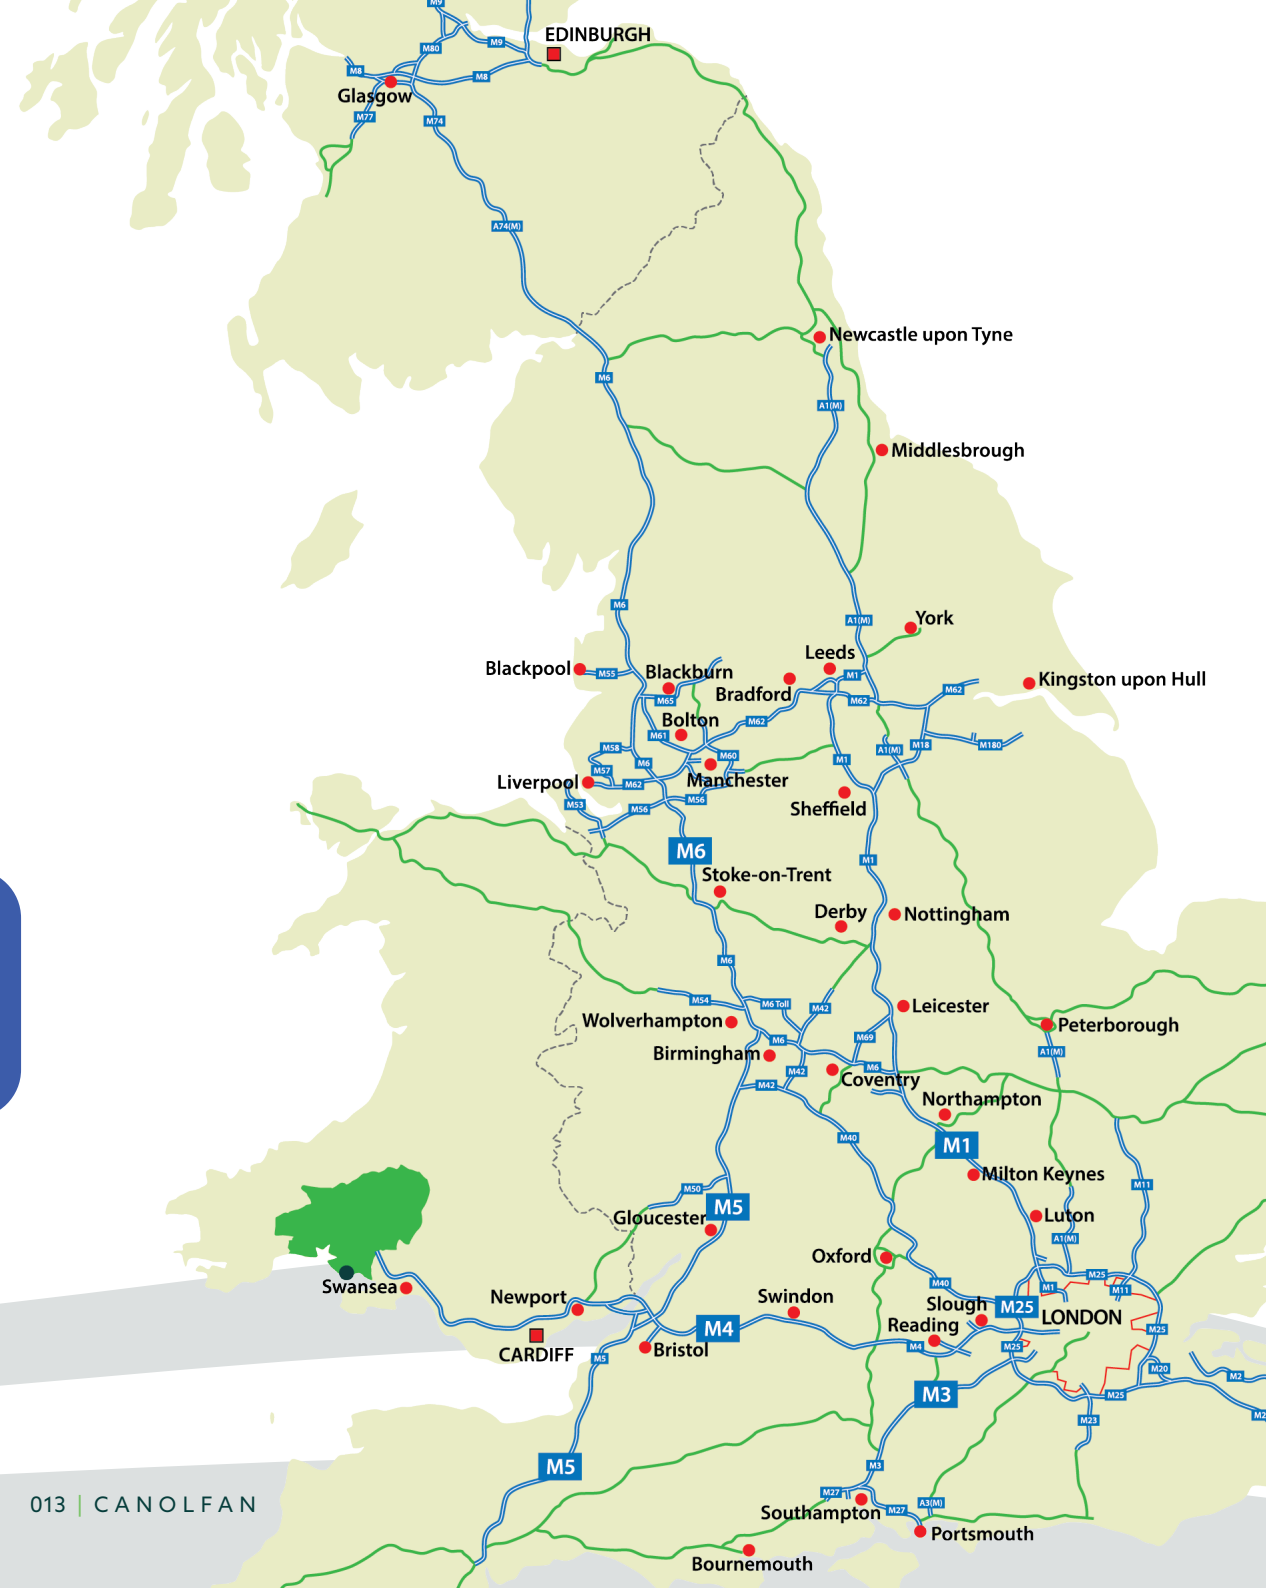 M9
EDINBURGH
M9
M80
M8
M8
Glasgow
M77
M74
A74(M)
Newcastle upon Tyne
M6
A1(M)
Middlesbrough
M6
A1(M)
York
Leeds
Blackpool
M55
Blackburn
M1
Kingston upon Hull
Bradford
M62
M65
M62
Bolton
M62
M61
M58
A1(M)
M18
M180
M60
M6
M1
M57
Liverpool
M62
Manchester
M56
M53
M56
Sheffield
M6
M1
Stoke-on-Trent
Derby
Nottingham
M6
M54
M6 Toll
M42
Leicester
Wolverhampton
Peterborough
M6
M69
Birmingham
A1(M)
M42
M6
Coventry
M42
Northampton
M40
M1
Milton Keynes
M11
M50
M5
Gloucester
Luton
A1(M)
Oxford
M25
Swansea
M40
M1
M11
Newport
Swindon
Slough
M25
LONDON
Reading
M4
M25
CARDIFF
Bristol
M4
M25
M5
M20
M2
M3
M25
M2
M23
M5
M3
M27
013 | CANOLFAN
Southampton
M27
A3(M)
Portsmouth
Bournemouth